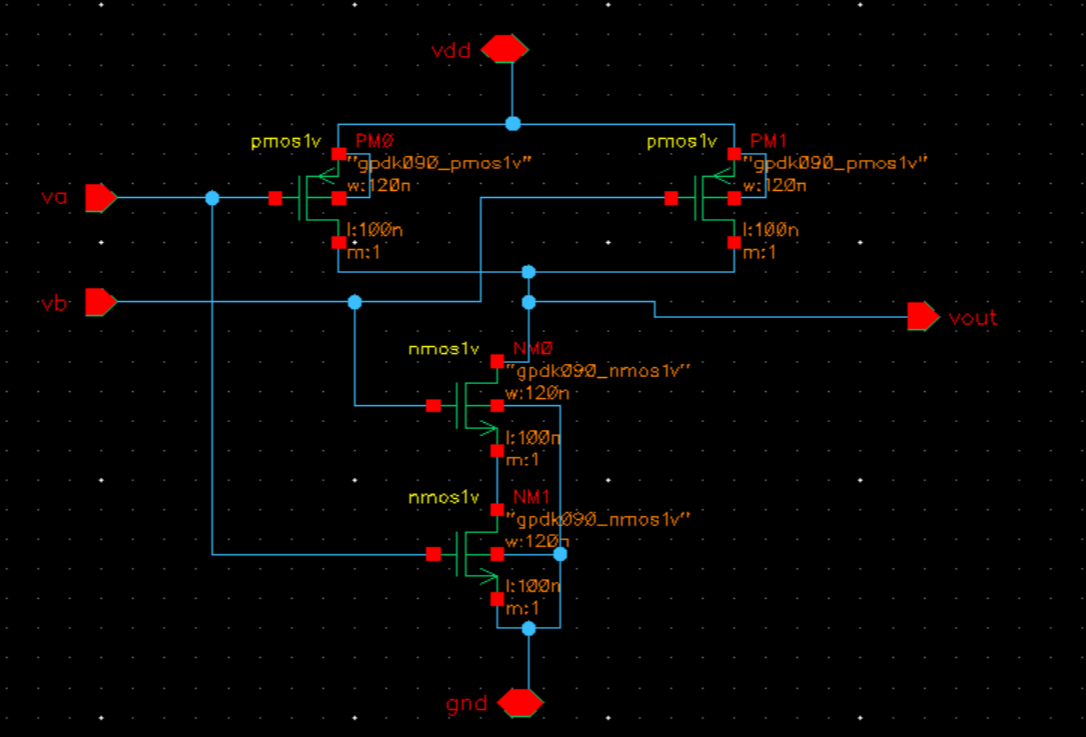 vdd
pmos1v PM0
"gpdk090_pmos1v"
w:120n
l:100n
m:1
pmos1v PM1
"gpdk090_pmos1v"
w:120n
l:100n
m:1
va
vb
vout
nmos1v NM0
"gpdk090_nmos1v"
w:120n
l:100n
m:1
nmos1v NM1
"gpdk090_nmos1v"
w:120n
l:100n
m:1
gnd